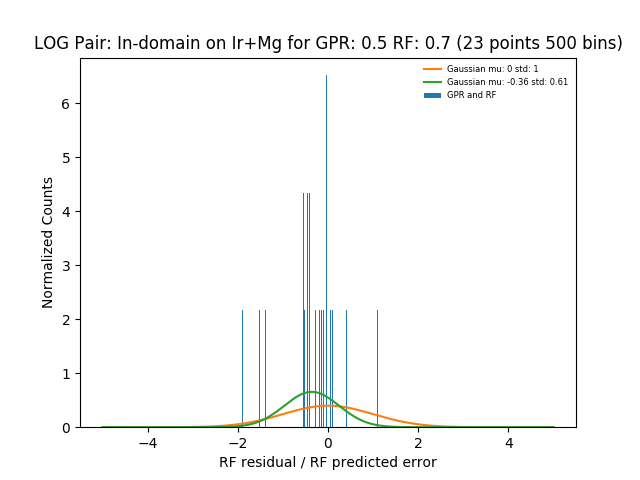 LOG Pair: In-domain on Ir+Mg for GPR: 0.5 RF: 0.7 (23 points 500 bins)
Gaussian mu: 0 std: 1
Gaussian mu: -0.36 std: 0.61
GPR and RF
Normalized Counts
6
5
4
3
2
1
0
−4 −2 0 2 4
RF residual / RF predicted error